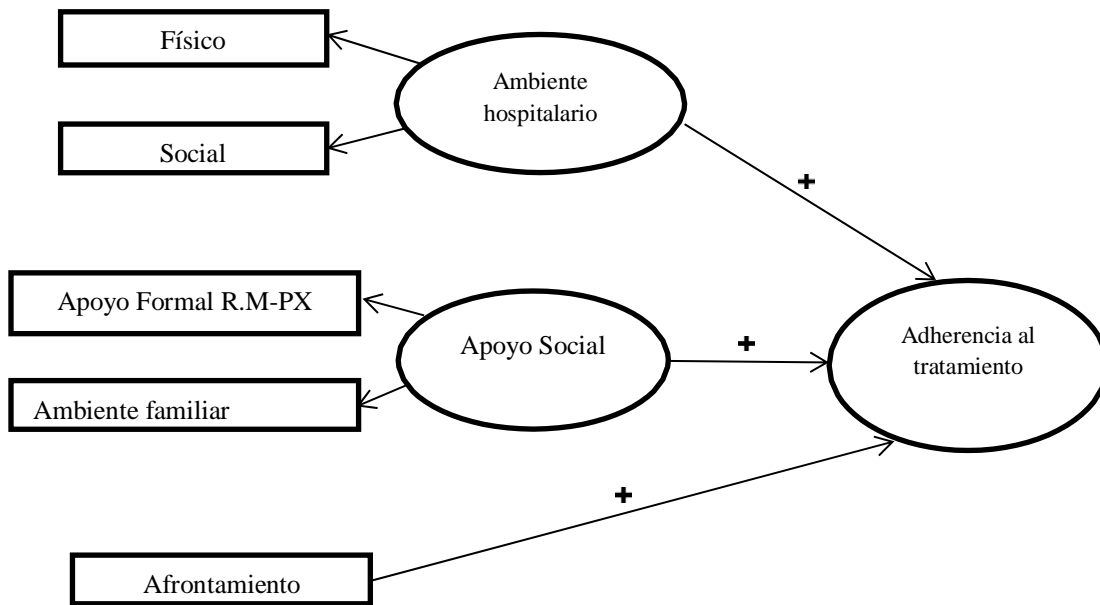 Físico
Ambiente
hospitalario
Social
+
Apoyo Formal R.M-PX
Apoyo Social
+
Adherencia al
tratamiento
Ambiente familiar
+
Afrontamiento